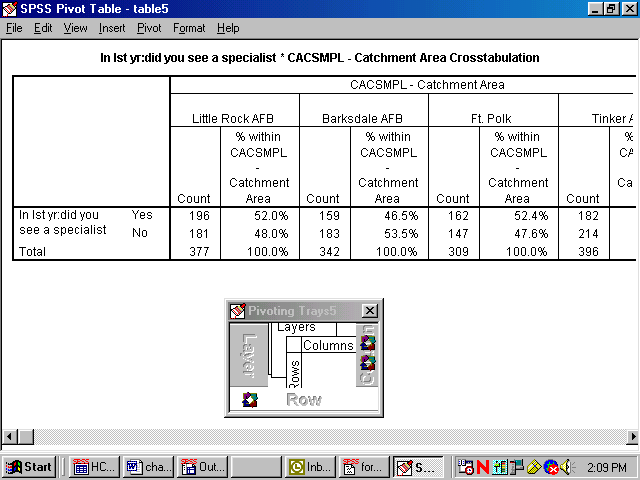 SPSS Pivot Table - table5
File Edit View Insert Pivot Format Help
In lst yr:did you see a specialist * CACSMPL - Catchment Area Crosstabulation
CACSMPL - Catchment Area
Little Rock AFB Barksdale AFB Ft. Polk Tinker A
% within % within % within %
CACSMPL CACSMPL CACSMPL CA
- - -
Catchment Catchment Catchment Ca
Count Area Count Area Count Area Count
In lst yr:did you Yes 196 52.0% 159 46.5% 162 52.4% 182
see a specialist No 181 48.0% 183 53.5% 147 47.6% 214
Total 377 100.0% 342 100.0% 309 100.0% 396
Pivoting Trays5
Layers
Layer
Columns
Rows
Row
Start HC... cha... Out... Inb... for... S... 2:09 PM